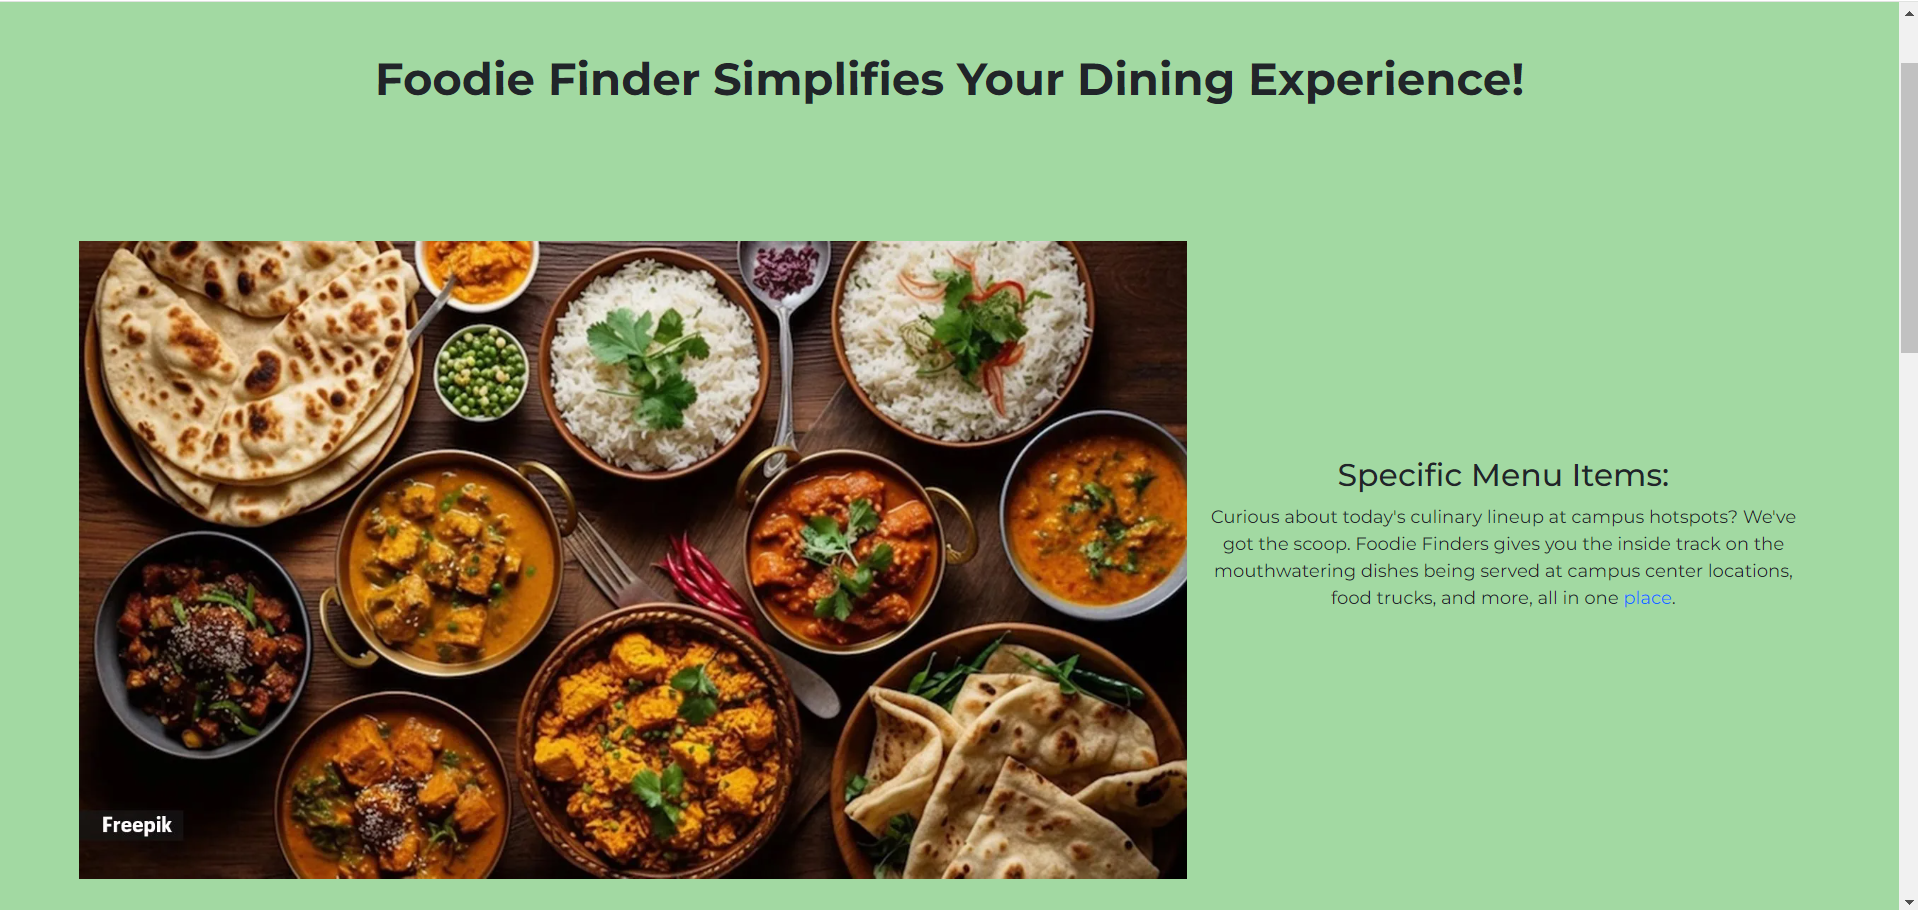 Foodie Finder Simplifies Your Dining Experience!
Specific Menu Items:
Curious about today's culinary lineup at campus hotspots? We've
got the scoop. Foodie Finders gives you the inside track on the
mouthwatering dishes being served at campus center locations,
food trucks, and more, all in one place.
Freepik